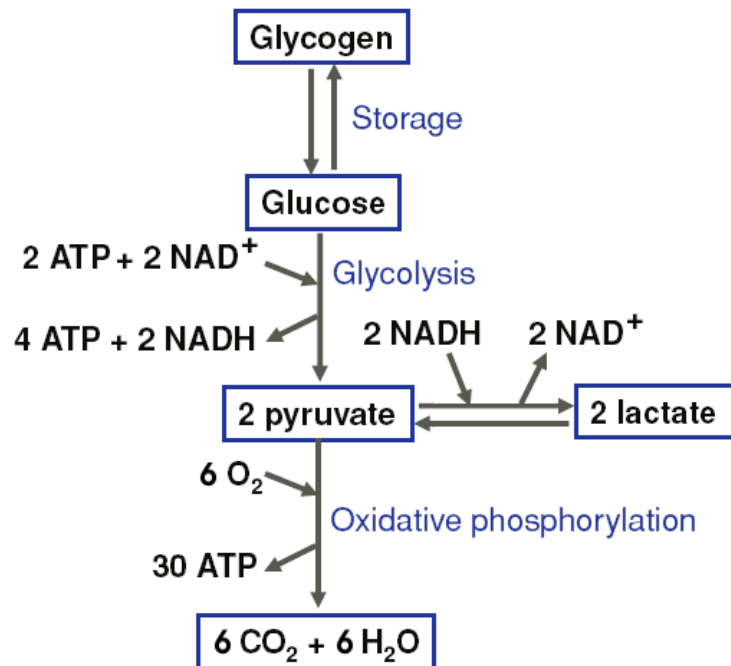 Glycogen
Storage
Glucose
2 ATP + 2 NAD⁺
Glycolysis
4 ATP + 2 NADH
2 NADH
2 NAD⁺
2 pyruvate
2 lactate
6 O₂
Oxidative phosphorylation
30 ATP
6 CO₂ + 6 H₂O